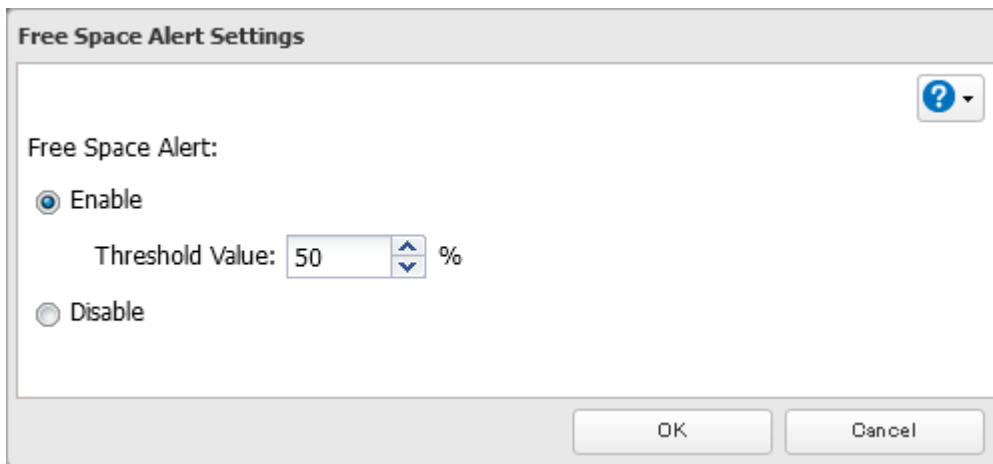 Free Space Alert Settings
?
Free Space Alert:
Enable
Threshold Value: 50 %
Disable
OK Cancel